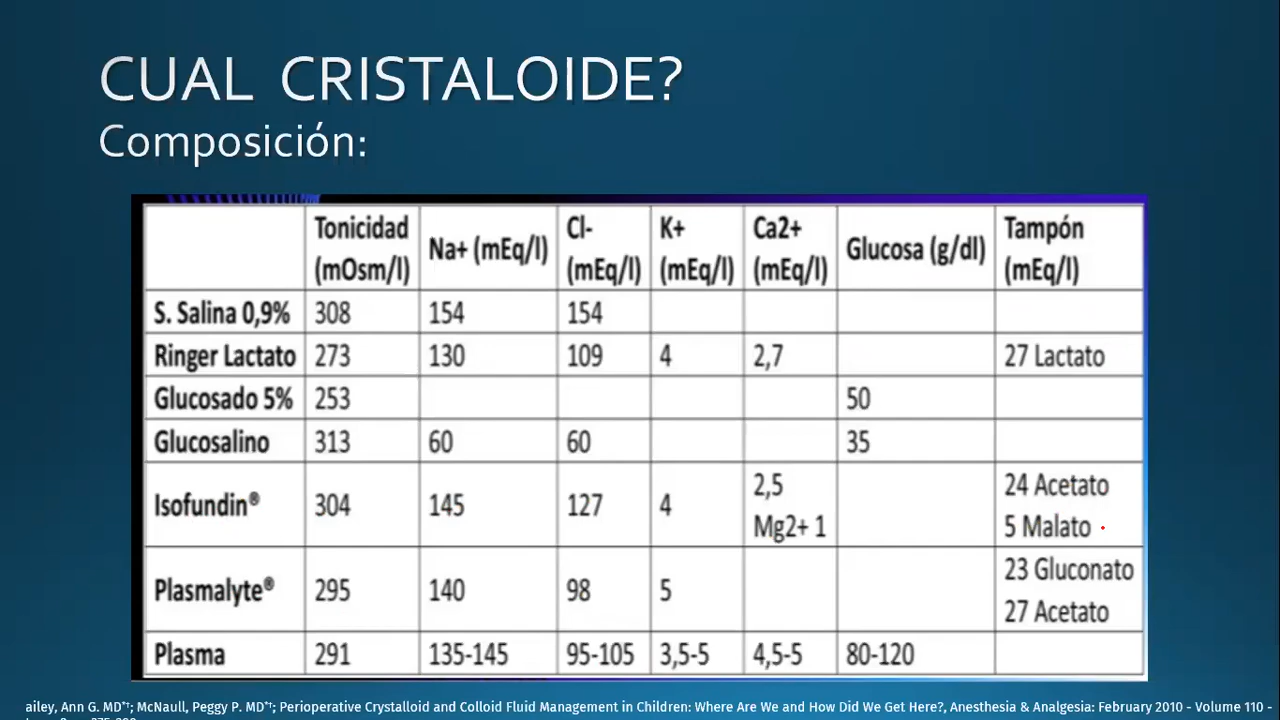 CUAL CRISTALOIDE?
Composición:
Tonicidad (mOsm/l) Na+ (mEq/l) Cl- (mEq/l) K+ (mEq/l) Ca2+ (mEq/l) Glucosa (g/dl) Tampón (mEq/l)
S. Salina 0,9% 308 154 154
Ringer Lactato 273 130 109 4 2,7 27 Lactato
Glucosado 5% 253 50
Glucosalino 313 60 60 35
Isofundin® 304 145 127 4 2,5 Mg2+ 1 24 Acetato 5 Malato
Plasmalyte® 295 140 98 5 23 Gluconato 27 Acetato
Plasma 291 135-145 95-105 3,5-5 4,5-5 80-120
ailey, Ann G. MD*†; McNaull, Peggy P. MD*†; Perioperative Crystalloid and Colloid Fluid Management in Children: Where Are We and How Did We Get Here?, Anesthesia & Analgesia: February 2010 - Volume 110 -